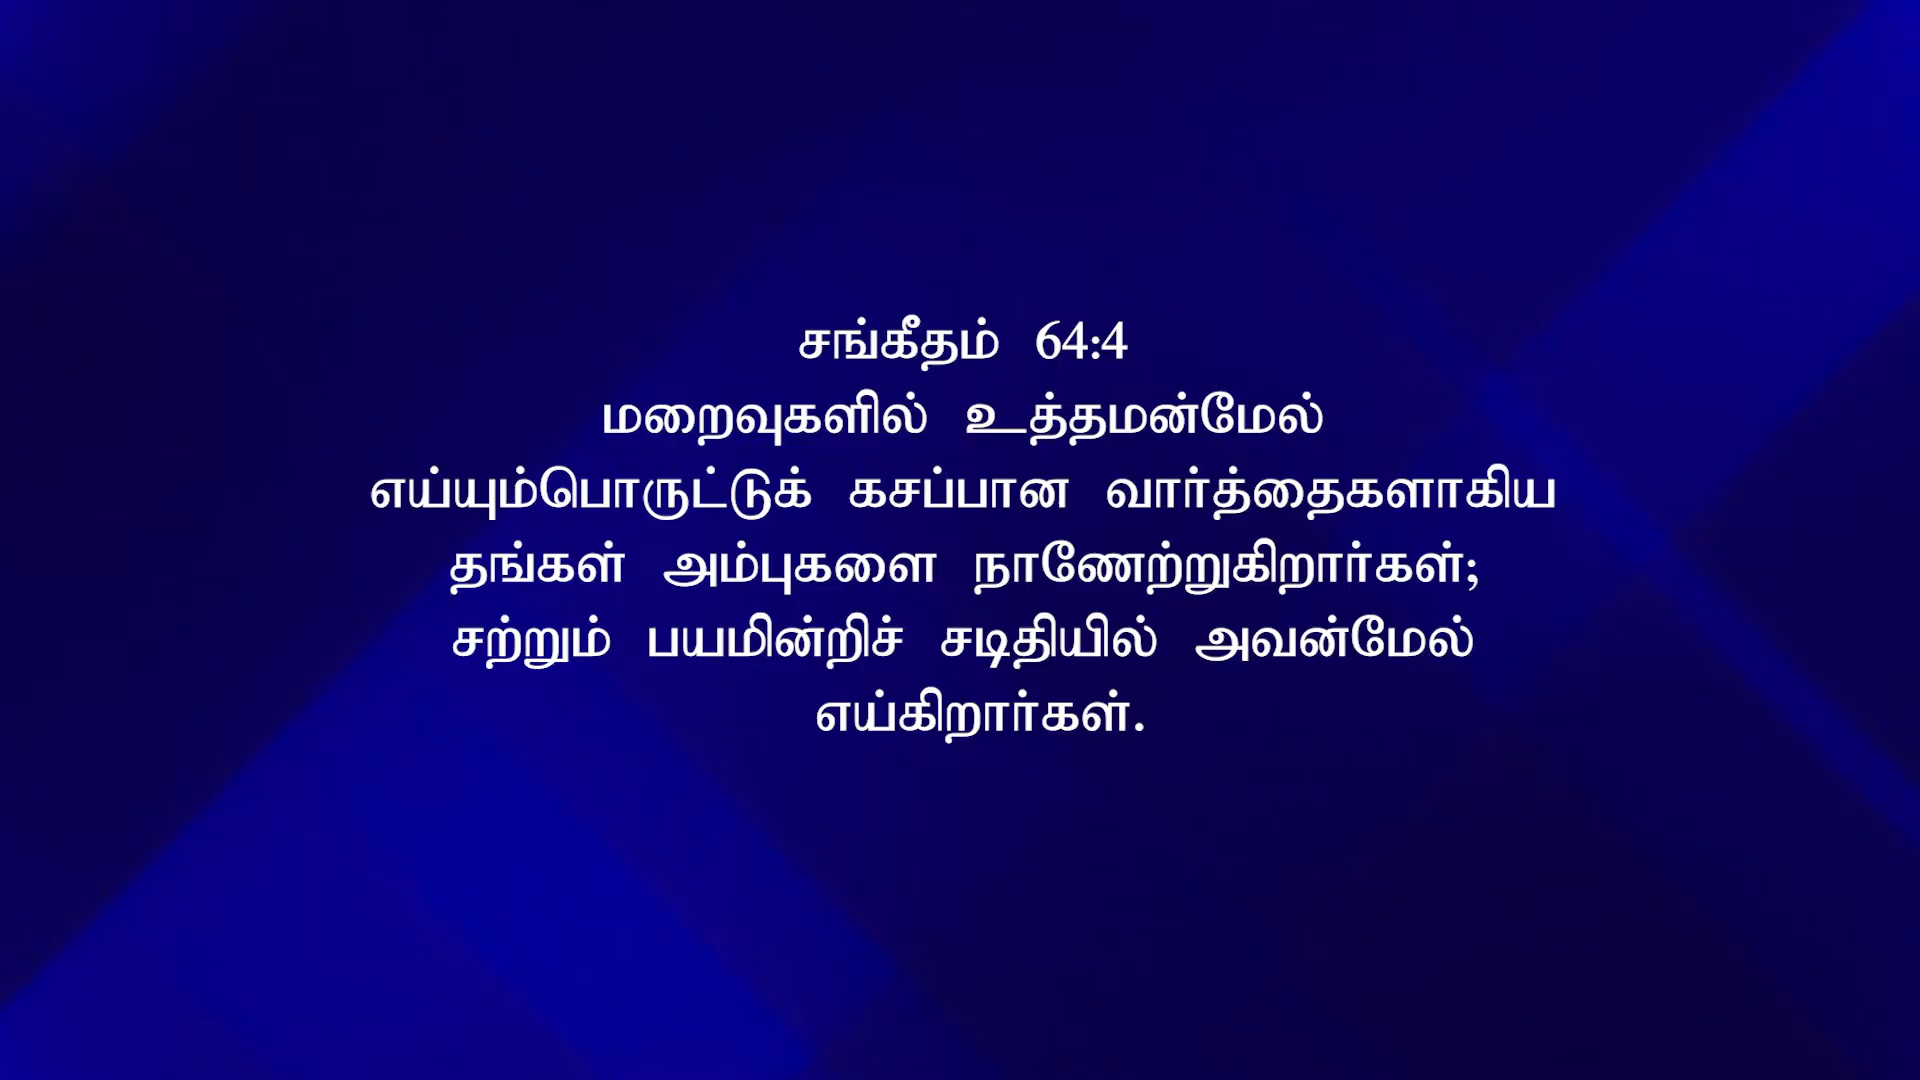 சங்கீதம் 64:4
மறைவுகளில் உத்தமன்மேல்
எய்யும்பொருட்டுக் கசப்பான வார்த்தைகளாகிய
தங்கள் அம்புகளை நாணேற்றுகிறார்கள்;
சற்றும் பயமின்றிச் சடிதியில் அவன்மேல்
எய்கிறார்கள்.